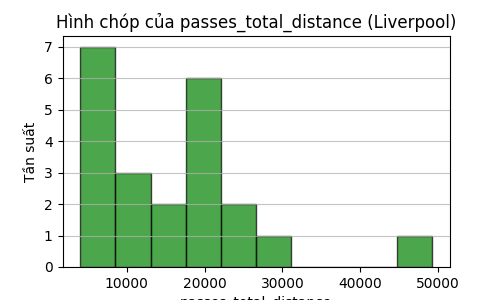 Hình chóp của passes_total_distance (Liverpool)
7
6
5
4
3
2
1
0
Tần suất
10000 20000 30000 40000 50000
passes_total_distance